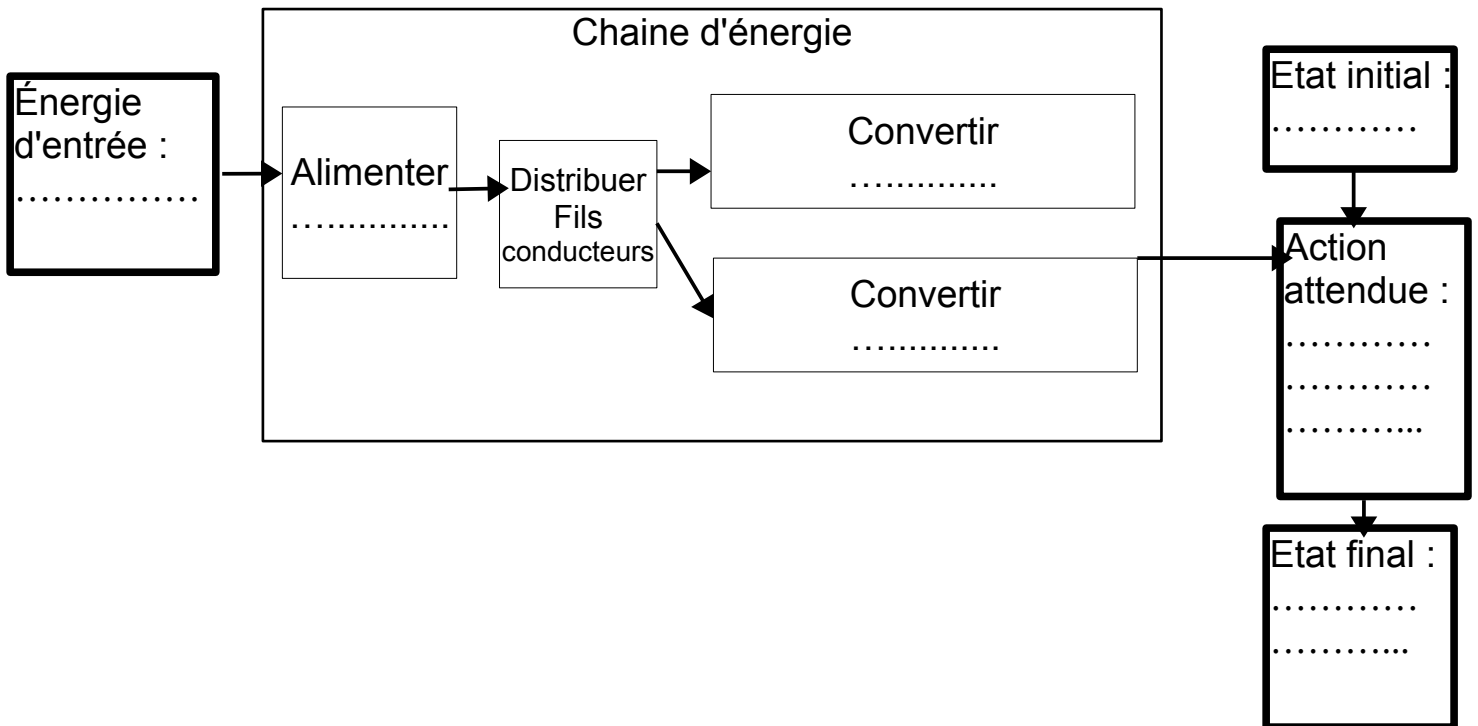 Chaine d'énergie
Énergie
d'entrée :
……………
Alimenter
…............
Distribuer
Fils
conducteurs
Convertir
…...........
Convertir
…...........
Etat initial :
…………
Action
attendue :
…………
…………
………...
Etat final :
…………
………...